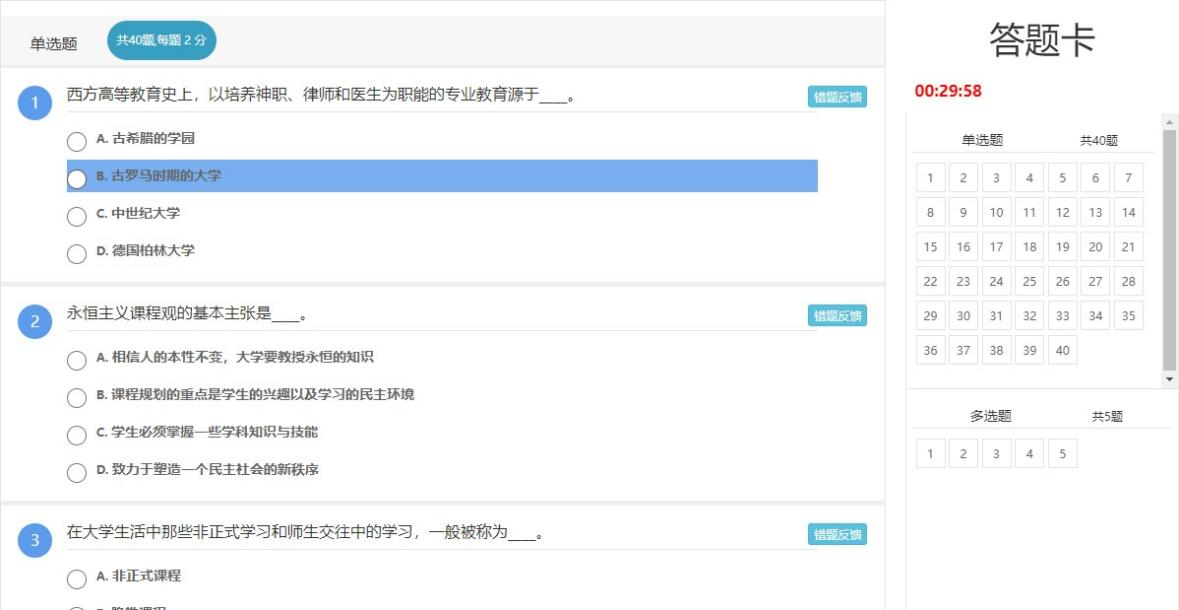 单选题
共40题,每题 2 分
1
西方高等教育史上，以培养神职、律师和医生为职能的专业教育源于____。
错题反馈
A. 古希腊的学园
B. 古罗马时期的大学
C. 中世纪大学
D. 德国柏林大学
2
永恒主义课程观的基本主张是____。
错题反馈
A. 相信人的本性不变，大学要教授永恒的知识
B. 课程规划的重点是学生的兴趣以及学习的民主环境
C. 学生必须掌握一些学科知识与技能
D. 致力于塑造一个民主社会的新秩序
3
在大学生活中那些非正式学习和师生交往中的学习，一般被称为____。
错题反馈
A. 非正式课程
答题卡
00:29:58
单选题 共40题
1 2 3 4 5 6 7
8 9 10 11 12 13 14
15 16 17 18 19 20 21
22 23 24 25 26 27 28
29 30 31 32 33 34 35
36 37 38 39 40
多选题 共5题
1 2 3 4 5